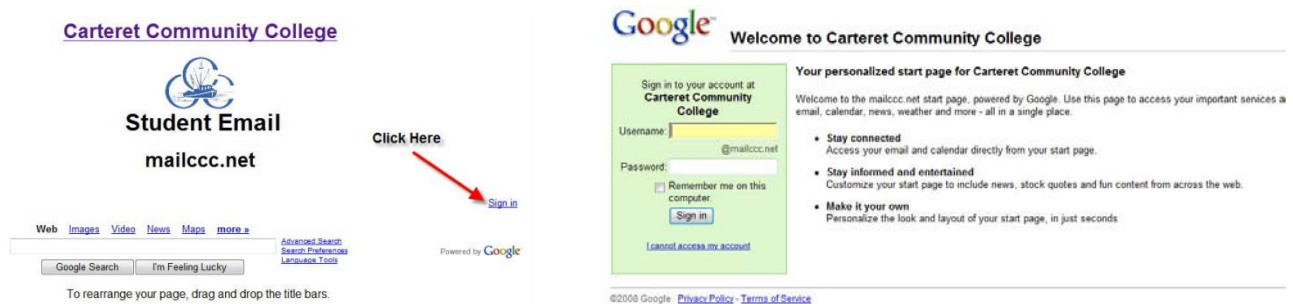 Carteret Community College
Student Email
mailccc.net
Click Here
Sign in
Web Images Video News Maps more »
Advanced Search
Search Preferences
Language Tools
Google Search I'm Feeling Lucky
Powered by Google
To rearrange your page, drag and drop the title bars.
Google™ Welcome to Carteret Community College
Sign in to your account at
Carteret Community
College
Username:
@mailccc.net
Password:
Remember me on this
computer.
Sign in
I cannot access my account
Your personalized start page for Carteret Community College
Welcome to the mailccc.net start page, powered by Google. Use this page to access your important services
email, calendar, news, weather and more - all in a single place.
• Stay connected
Access your email and calendar directly from your start page.
• Stay informed and entertained
Customize your start page to include news, stock quotes and fun content from across the web.
• Make it your own
Personalize the look and layout of your start page, in just seconds
©2008 Google Privacy Policy - Terms of Service